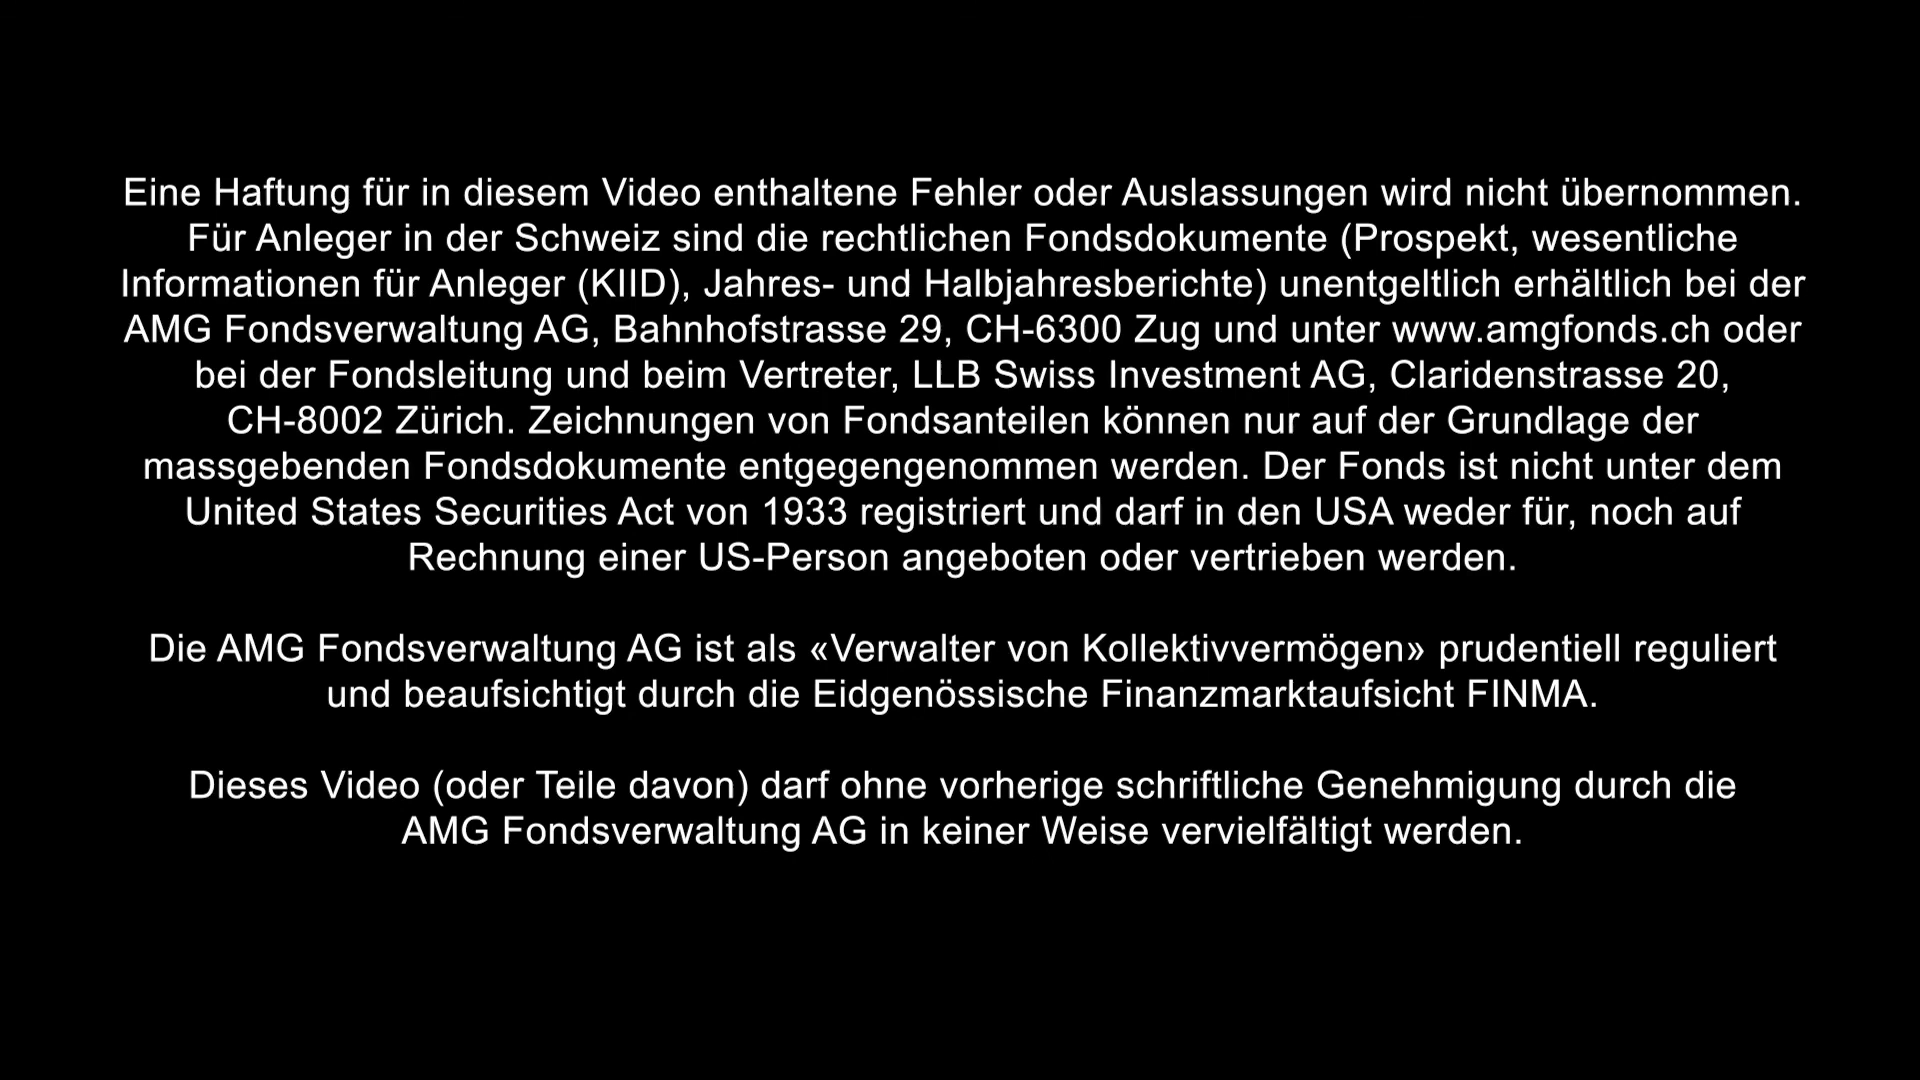 Eine Haftung für in diesem Video enthaltene Fehler oder Auslassungen wird nicht übernommen.
Für Anleger in der Schweiz sind die rechtlichen Fondsdokumente (Prospekt, wesentliche
Informationen für Anleger (KIID), Jahres- und Halbjahresberichte) unentgeltlich erhältlich bei der
AMG Fondsverwaltung AG, Bahnhofstrasse 29, CH-6300 Zug und unter www.amgfonds.ch oder
bei der Fondsleitung und beim Vertreter, LLB Swiss Investment AG, Claridenstrasse 20,
CH-8002 Zürich. Zeichnungen von Fondsanteilen können nur auf der Grundlage der
massgebenden Fondsdokumente entgegengenommen werden. Der Fonds ist nicht unter dem
United States Securities Act von 1933 registriert und darf in den USA weder für, noch auf
Rechnung einer US-Person angeboten oder vertrieben werden.
Die AMG Fondsverwaltung AG ist als «Verwalter von Kollektivvermögen» prudentiell reguliert
und beaufsichtigt durch die Eidgenössische Finanzmarktaufsicht FINMA.
Dieses Video (oder Teile davon) darf ohne vorherige schriftliche Genehmigung durch die
AMG Fondsverwaltung AG in keiner Weise vervielfältigt werden.